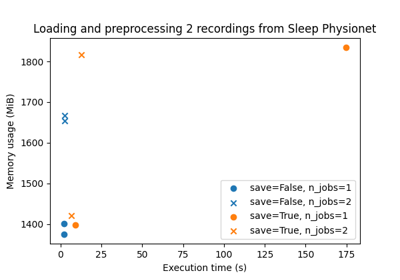 Loading and preprocessing 2 recordings from Sleep Physionet
Memory usage (MiB)
1800
1700
1600
1500
1400
save=False, n_jobs=1
save=False, n_jobs=2
save=True, n_jobs=1
save=True, n_jobs=2
0 25 50 75 100 125 150 175
Execution time (s)